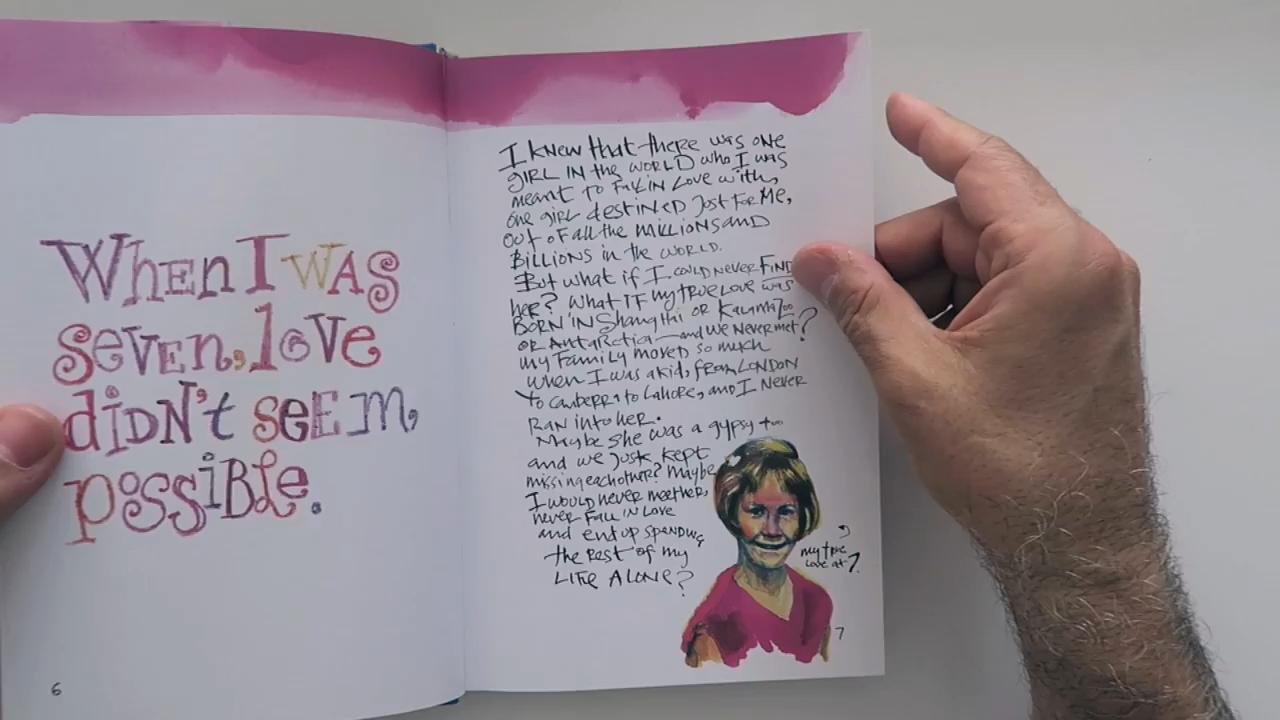 When I was
seven, love
didn't seem
possible.
6
I knew that there was one
girl in the world who I was
meant to fall in love with,
one girl destined just for me,
out of all the millions and
billions in the world.
But what if I could never find
her? What if my true love was
born in Shanghai or Kalamazoo
or Antarctica—and we never met?
my family moved so much
when I was a kid, from London
to Canberra to Lahore, and I never
ran into her.
Maybe she was a gypsy too
and we just kept
missing each other? Maybe
I would never meet her,
never fall in love
and end up spending
the rest of my
life alone?
my true
love at 7.
7